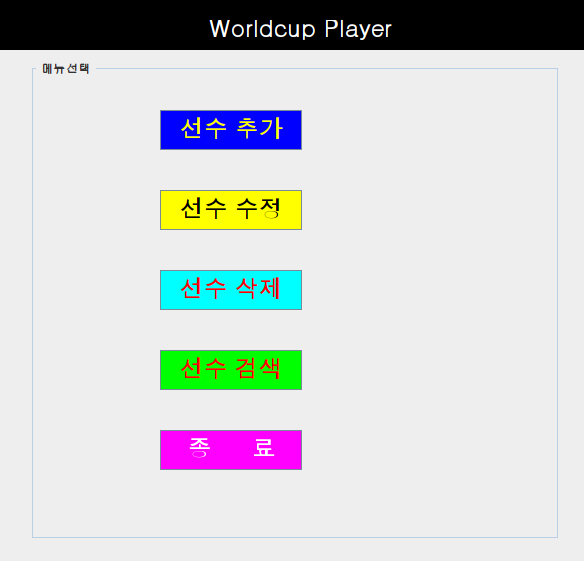 Worldcup Player
메뉴선택
선수 추가
선수 수정
선수 삭제
선수 검색
종 료